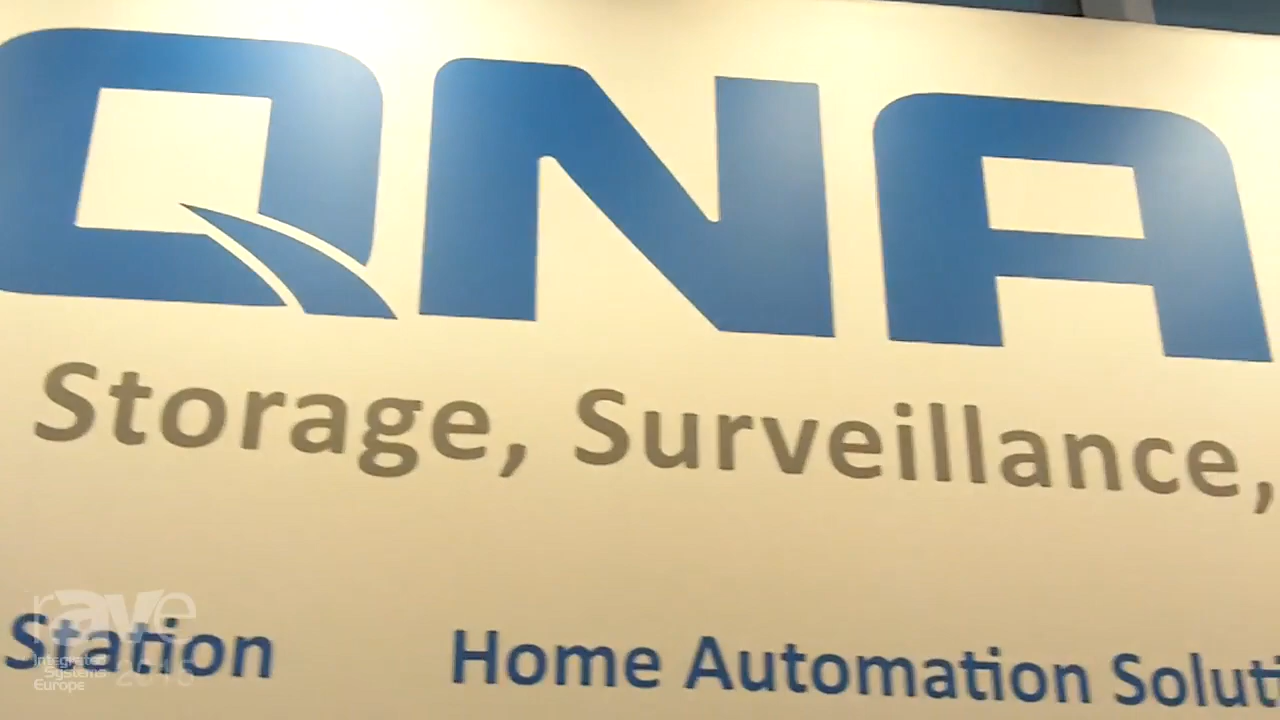 QNA
Storage, Surveillance,
Station
Home Automation Soluti
rave
Integrated
Systems
Europe
2015